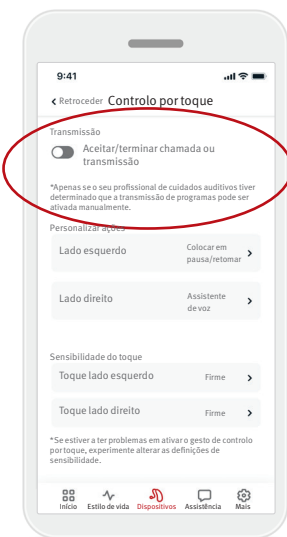 9:41
Retroceder Controlo por toque
Transmissão
Aceitar/terminar chamada ou
transmissão
*Apenas se o seu profissional de cuidados auditivos tiver
determinado que a transmissão de programas pode ser
ativada manualmente.
Personalizar ações
Lado esquerdo
Colocar em
pausa/retomar
Lado direito
Assistente
de voz
Sensibilidade do toque
Toque lado esquerdo Firme
Toque lado direito Firme
*Se estiver a ter problemas em ativar o gesto de controlo
por toque, experimente alterar as definições de
sensibilidade.
Início Estilo de vida Dispositivos Assistência Mais